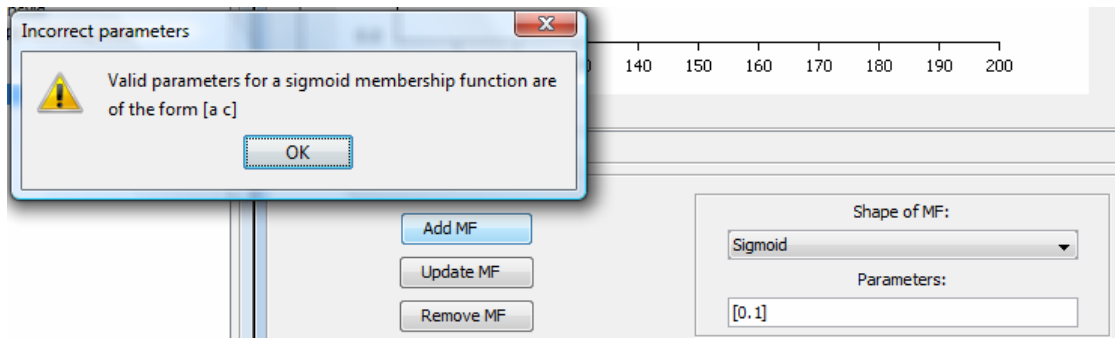 Incorrect parameters
Valid parameters for a sigmoid membership function are
of the form [a c]
OK
140 150 160 170 180 190 200
Add MF
Update MF
Remove MF
Shape of MF:
Sigmoid
Parameters:
[0.1]